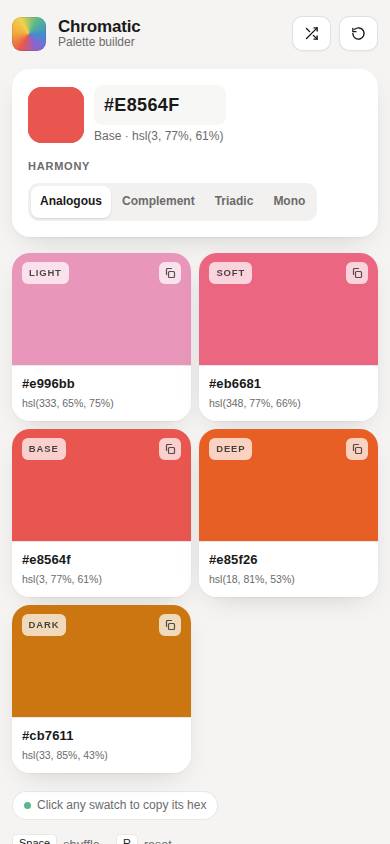 Chromatic
Palette builder
#E8564F
Base · hsl(3, 77%, 61%)
HARMONY
Analogous Complement Triadic Mono
LIGHT
#e996bb
hsl(333, 65%, 75%)
SOFT
#eb6681
hsl(348, 77%, 66%)
BASE
#e8564f
hsl(3, 77%, 61%)
DEEP
#e85f26
hsl(18, 81%, 53%)
DARK
#cb7611
hsl(33, 85%, 43%)
Click any swatch to copy its hex
Space shuffle R reset